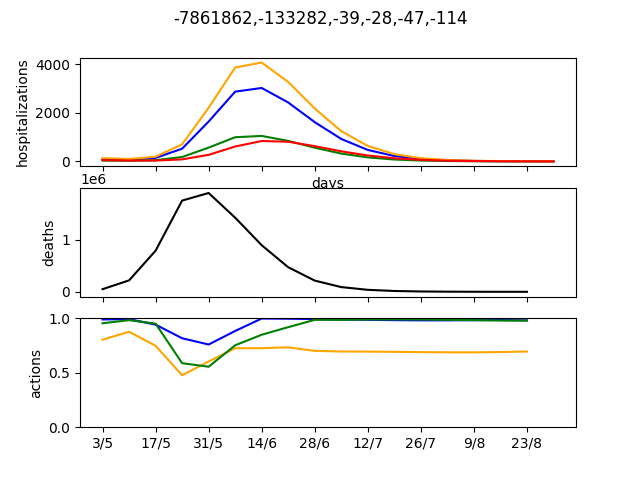 -7861862,-133282,-39,-28,-47,-114
4000
2000
0
hospitalizations
days
1e6
1
0
deaths
1.0
0.5
0.0
actions
3/5 17/5 31/5 14/6 28/6 12/7 26/7 9/8 23/8